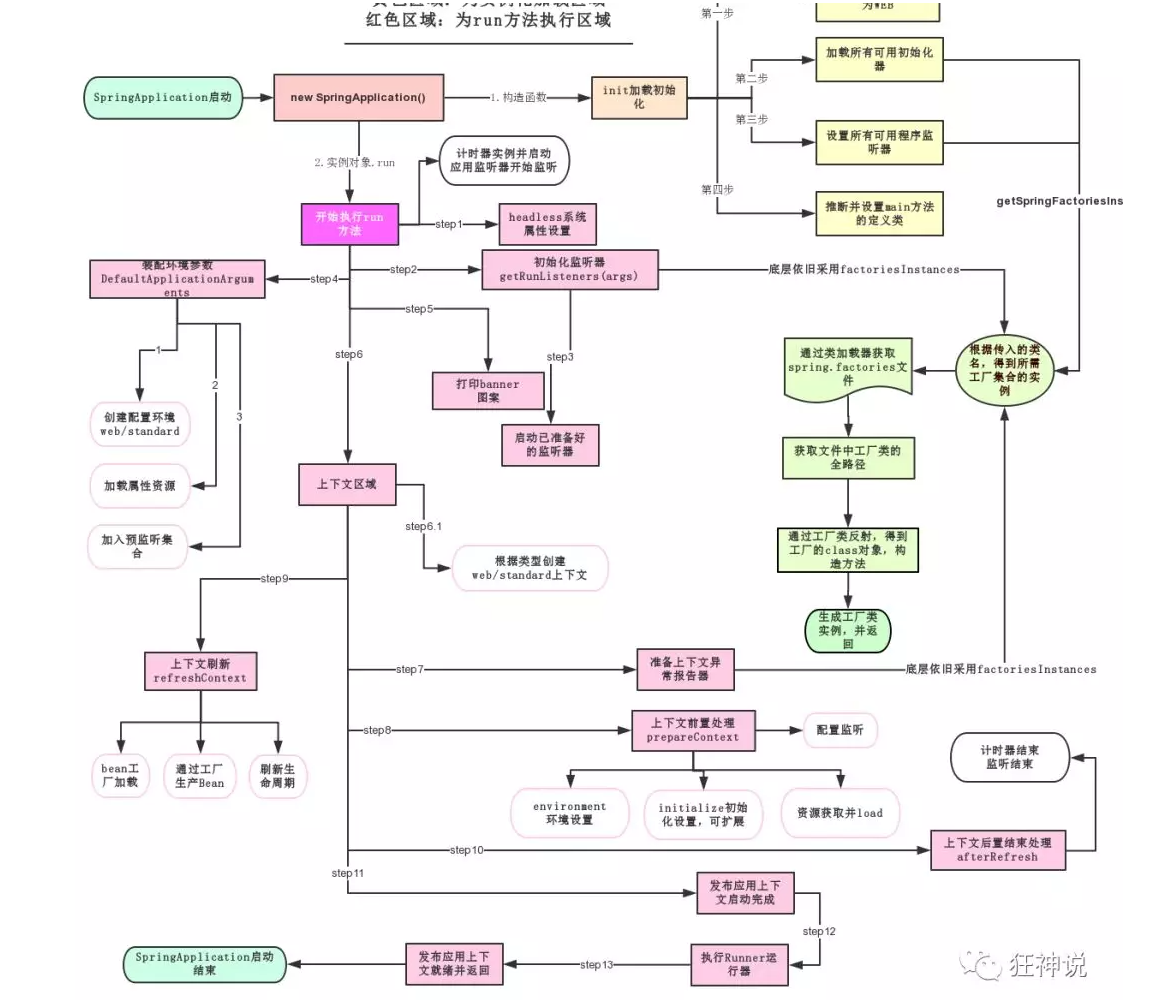 红色区域：为run方法执行区域
第一步
为WEB
加载所有可用初始化
器
第二步
SpringApplication启动
new SpringApplication()
1.构造函数
init加载初始
化
第三步
设置所有可用程序监
听器
计时器实例并启动
应用监听器开始监听
2.实例对象.run
第四步
推断并设置main方法
的定义类
getSpringFactoriesIns
开始执行run
方法
step1
headless系统
属性设置
装配环境参数
DefaultApplicationArgum
ents
step4
step2
初始化监听器
getRunListeners(args)
底层依旧采用factoriesInstances
step5
step6
step3
1
2
3
通过类加载器获取
spring.factories文
件
根据传入的类
名，得到所需
工厂集合的实
例
打印banner
图案
创建配置环境
web/standard
启动已准备好
的监听器
获取文件中工厂类的
全路径
加载属性资源
上下文区域
step6.1
加入预监听集
合
通过工厂类反射，得到
工厂的class对象，构
造方法
根据类型创建
web/standard上下文
step9
生成工厂类
实例，并返
回
上下文刷新
refreshContext
step7
准备上下文异
常报告器
底层依旧采用factoriesInstances
step8
上下文前置处理
prepareContext
配置监听
计时器结束
监听结束
bean工
厂加载
通过工厂
生产Bean
刷新生
命周期
environment
环境设置
initialize初始
化设置，可扩展
资源获取并load
step10
上下文后置结束处理
afterRefresh
step11
发布应用上下
文启动完成
step12
SpringApplication启动
结束
发布应用上下
文就绪并返回
step13
执行Runner运
行器
狂神说